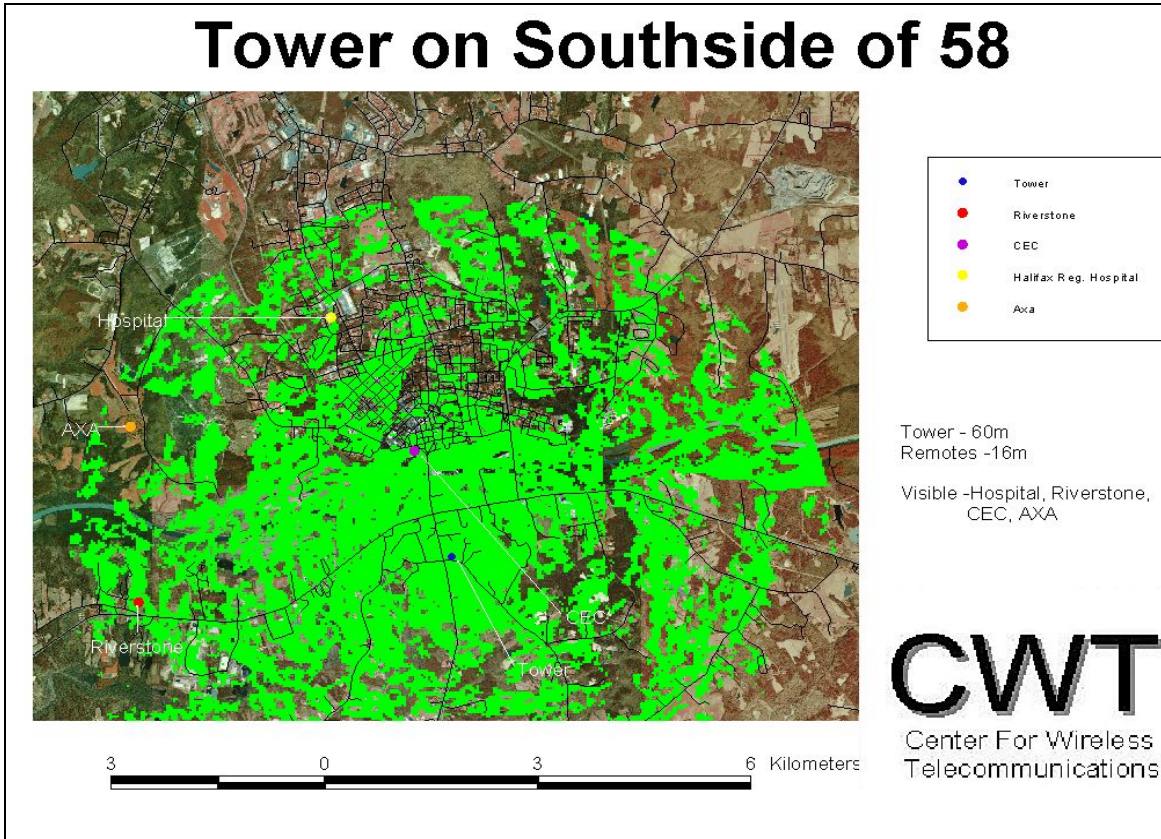 Tower on Southside of 58
Hospital
AXA
Riverstone
CEC
Tower
Tower
Riverstone
CEC
Halifax Reg. Hospital
Axa
Tower - 60m
Remotes -16m
Visible -Hospital, Riverstone,
CEC, AXA
3 0 3 6 Kilometers
CWT
Center For Wireless
Telecommunications